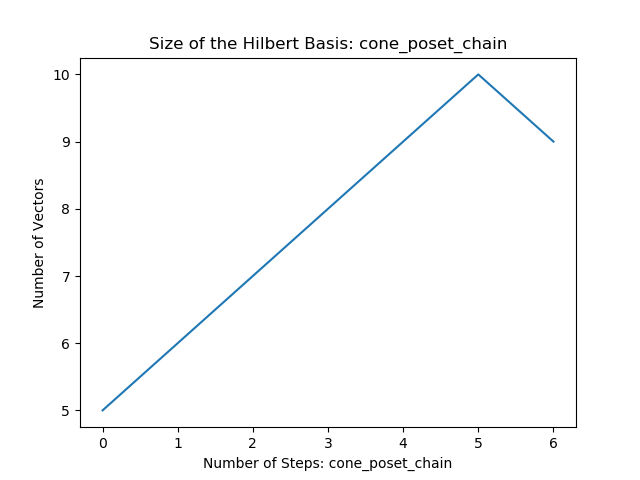 Size of the Hilbert Basis: cone_poset_chain
Number of Vectors
10
9
8
7
6
5
0 1 2 3 4 5 6
Number of Steps: cone_poset_chain